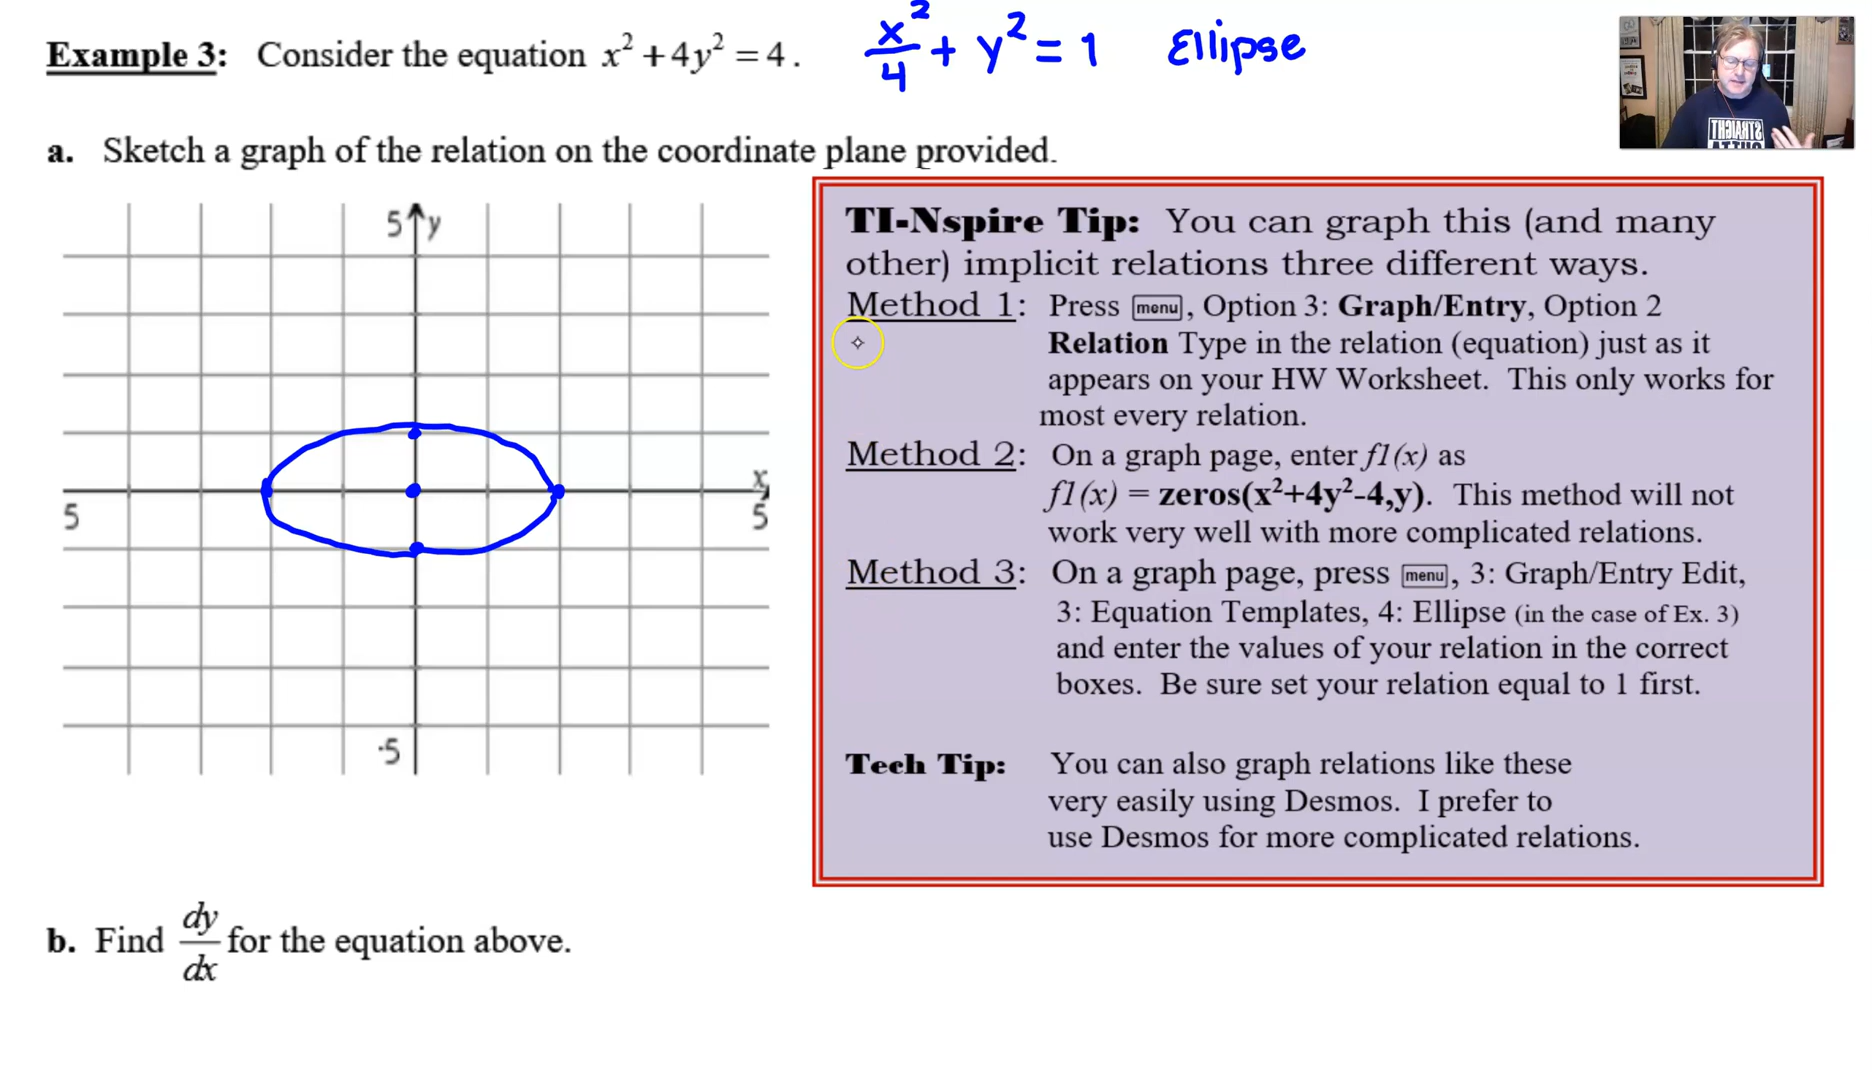 Example 3: Consider the equation x² + 4y² = 4. x²/4 + y² = 1 Ellipse
a. Sketch a graph of the relation on the coordinate plane provided.
5 y
x
5 5
-5
TI-Nspire Tip: You can graph this (and many
other) implicit relations three different ways.
Method 1: Press menu, Option 3: Graph/Entry, Option 2
Relation Type in the relation (equation) just as it
appears on your HW Worksheet. This only works for
most every relation.
Method 2: On a graph page, enter f1(x) as
f1(x) = zeros(x²+4y²-4,y). This method will not
work very well with more complicated relations.
Method 3: On a graph page, press menu, 3: Graph/Entry Edit,
3: Equation Templates, 4: Ellipse (in the case of Ex. 3)
and enter the values of your relation in the correct
boxes. Be sure set your relation equal to 1 first.
Tech Tip: You can also graph relations like these
very easily using Desmos. I prefer to
use Desmos for more complicated relations.
b. Find dy/dx for the equation above.